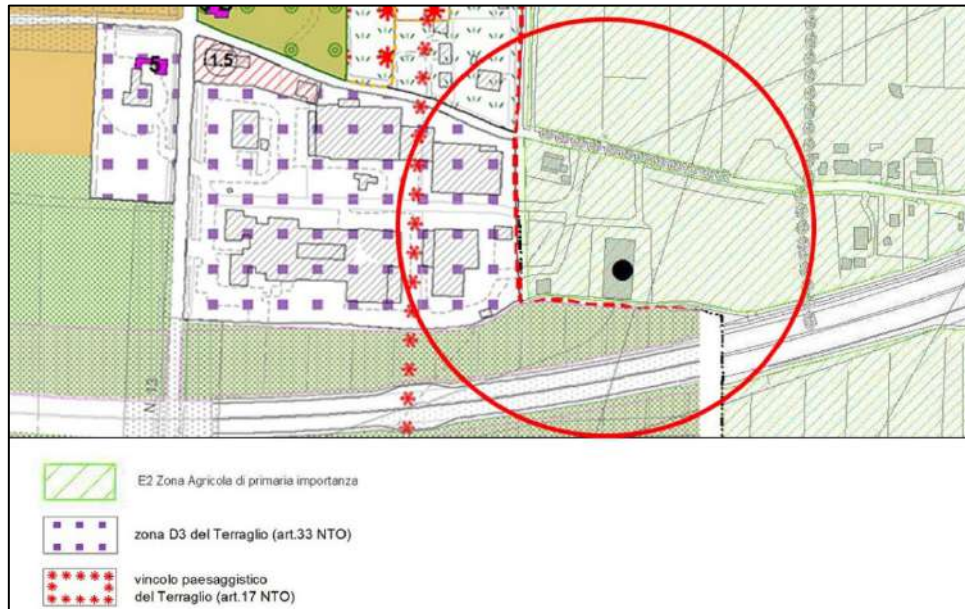 5
1.5
E2 Zona Agricola di primaria importanza
zona D3 del Terraglio (art.33 NTO)
vincolo paesaggistico
del Terraglio (art.17 NTO)